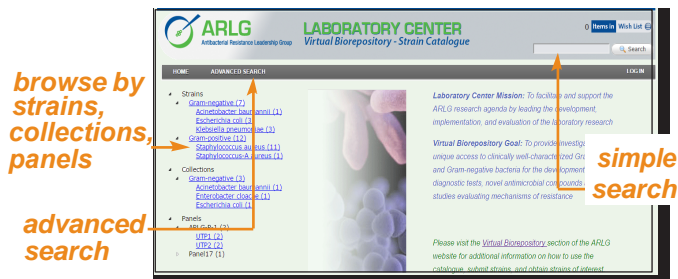 ARLG
Antibacterial Resistance Leadership Group
LABORATORY CENTER
Virtual Biorepository - Strain Catalogue
0 Items in Wish List
Search
HOME ADVANCED SEARCH LOG IN
browse by
strains,
collections,
panels
advanced
search
Strains
Gram-negative (7)
Acinetobacter baumannii (1)
Escherichia coli (3)
Klebsiella pneumoniae (3)
Gram-positive (12)
Staphylococcus aureus (11)
Staphylococcus-A aureus (1)
Collections
Gram-negative (3)
Acinetobacter baumannii (1)
Enterobacter cloacae (1)
Escherichia coli (1
Panels
ARLG-B-1 (2)
UTP1 (2)
UTP2 (2)
Panel17 (1)
Laboratory Center Mission: To facilitate and support the
ARLG research agenda by leading the development,
implementation, and evaluation of the laboratory research
Virtual Biorepository Goal: To provide investiga
unique access to clinically well-characterized Gra
and Gram-negative bacteria for the development
diagnostic tests, novel antimicrobial compounds
studies evaluating mechanisms of resistance
Please visit the Virtual Biorepository section of the ARLG
website for additional information on how to use the
catalogue, submit strains, and obtain strains of interest
simple
search